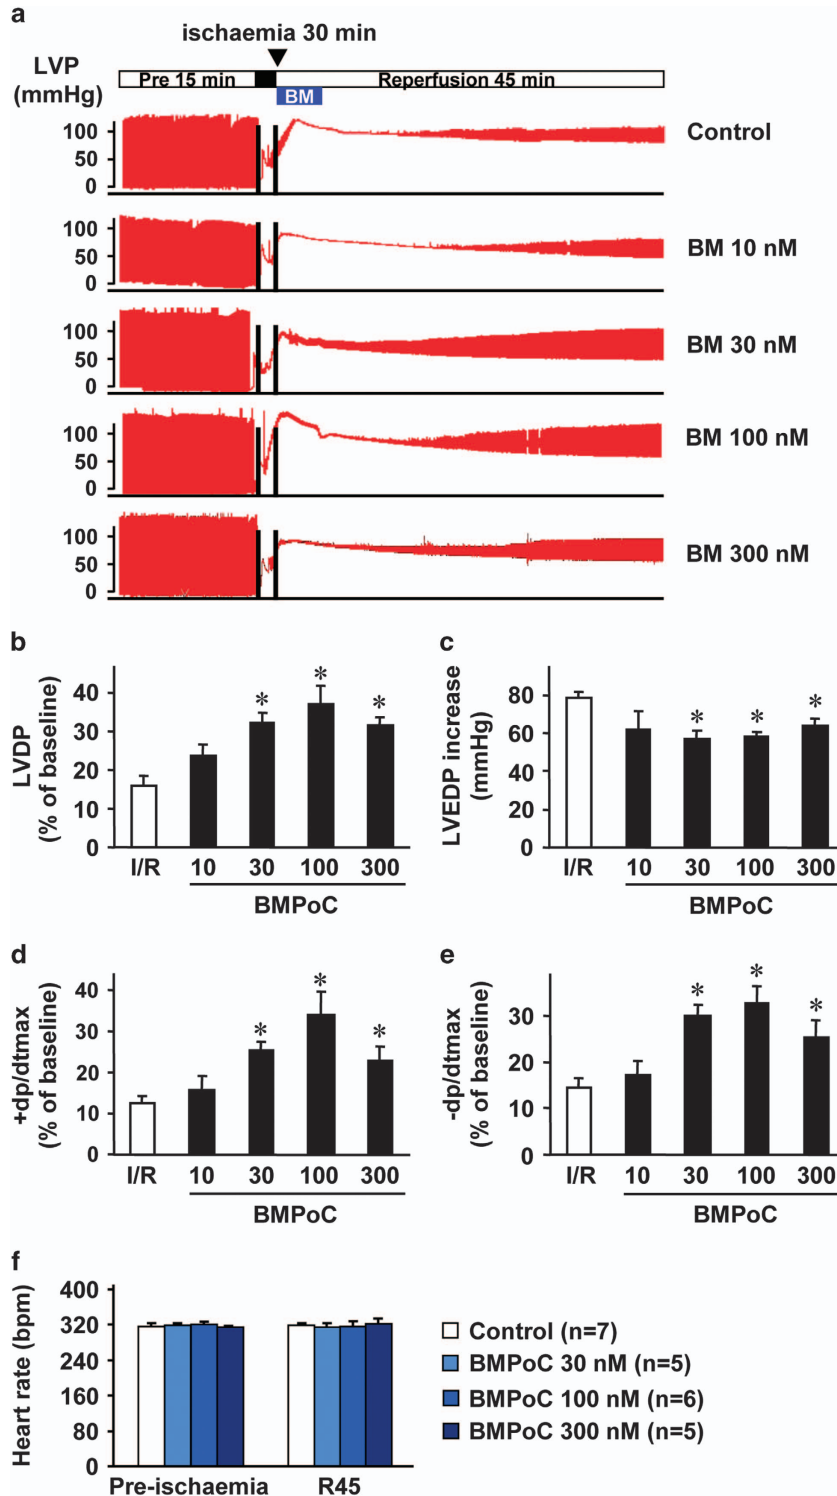 a
ischaemia 30 min
LVP
(mmHg)
Pre 15 min
Reperfusion 45 min
BM
100
50
0
Control
100
50
0
BM 10 nM
100
50
0
BM 30 nM
100
50
0
BM 100 nM
100
50
0
BM 300 nM
b
LVDP
(% of baseline)
40
30
20
10
0
*
*
*
I/R
10
30
100
300
BMPoC
c
LVEDP increase
(mmHg)
80
60
40
20
0
*
*
*
I/R
10
30
100
300
BMPoC
d
+dp/dtmax
(% of baseline)
40
30
20
10
0
*
*
*
I/R
10
30
100
300
BMPoC
e
-dp/dtmax
(% of baseline)
30
20
10
0
*
*
*
I/R
10
30
100
300
BMPoC
f
Heart rate (bpm)
400
320
240
160
80
0
Pre-ischaemia
R45
Control (n=7)
BMPoC 30 nM (n=5)
BMPoC 100 nM (n=6)
BMPoC 300 nM (n=5)